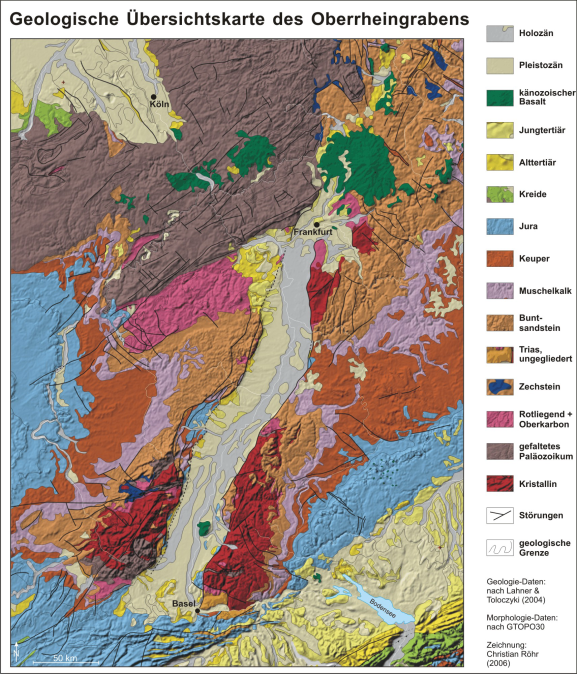 Geologische Übersichtskarte des Oberrheingrabens
Köln
Frankfurt
Basel
Bodensee
N
50 km
Holozän
Pleistozän
känozoischer
Basalt
Jungtertiär
Alttertiär
Kreide
Jura
Keuper
Muschelkalk
Bunt-
sandstein
Trias,
ungegliedert
Zechstein
Rotliegend +
Oberkarbon
gefaltetes
Paläozoikum
Kristallin
Störungen
geologische
Grenze
Geologie-Daten:
nach Lahner &
Toloczyki (2004)
Morphologie-Daten:
nach GTOPO30
Zeichnung:
Christian Röhr
(2006)